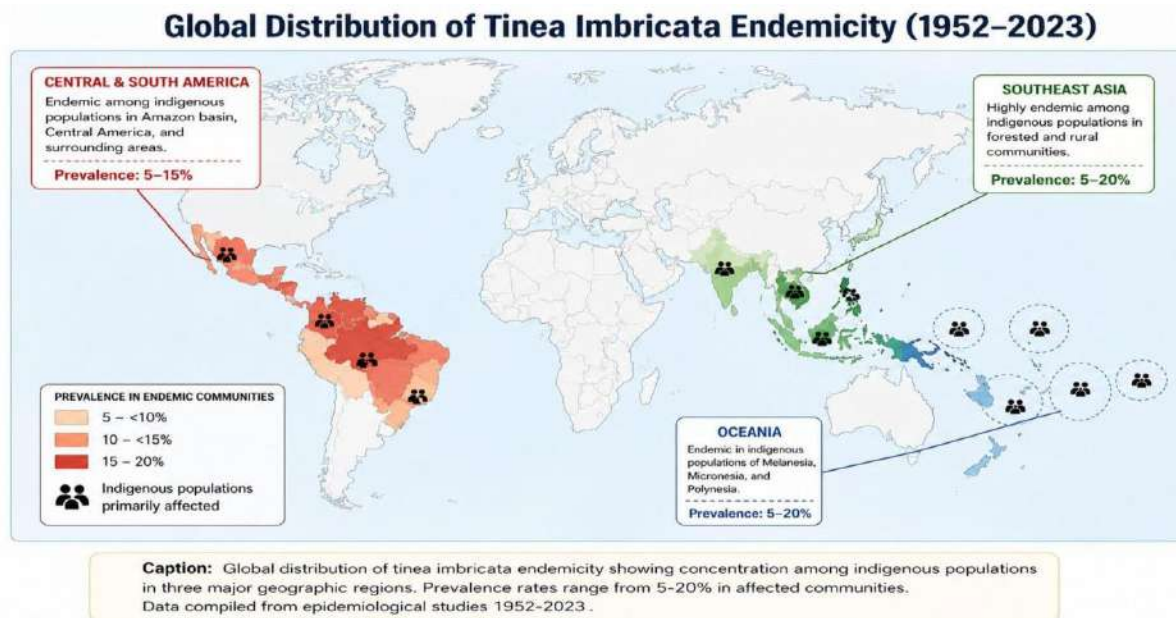 Global Distribution of Tinea Imbricata Endemicity (1952–2023)
CENTRAL & SOUTH AMERICA
Endemic among indigenous
populations in Amazon basin,
Central America, and
surrounding areas.
Prevalence: 5–15%
SOUTHEAST ASIA
Highly endemic among
indigenous populations in
forested and rural
communities.
Prevalence: 5–20%
PREVALENCE IN ENDEMIC COMMUNITIES
5 – <10%
10 – <15%
15 – 20%
Indigenous populations
primarily affected
OCEANIA
Endemic in indigenous
populations of Melanesia,
Micronesia, and
Polynesia.
Prevalence: 5–20%
Caption: Global distribution of tinea imbricata endemicity showing concentration among indigenous populations
in three major geographic regions. Prevalence rates range from 5-20% in affected communities.
Data compiled from epidemiological studies 1952-2023.